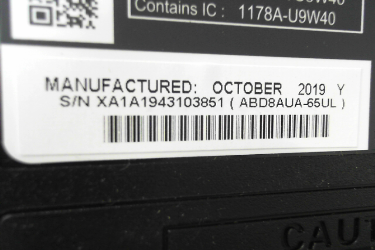 Contains IC : 1178A-U9W40
MANUFACTURED: OCTOBER 2019 Y
S/N XA1A1943103851 ( ABD8AUA-65UL )